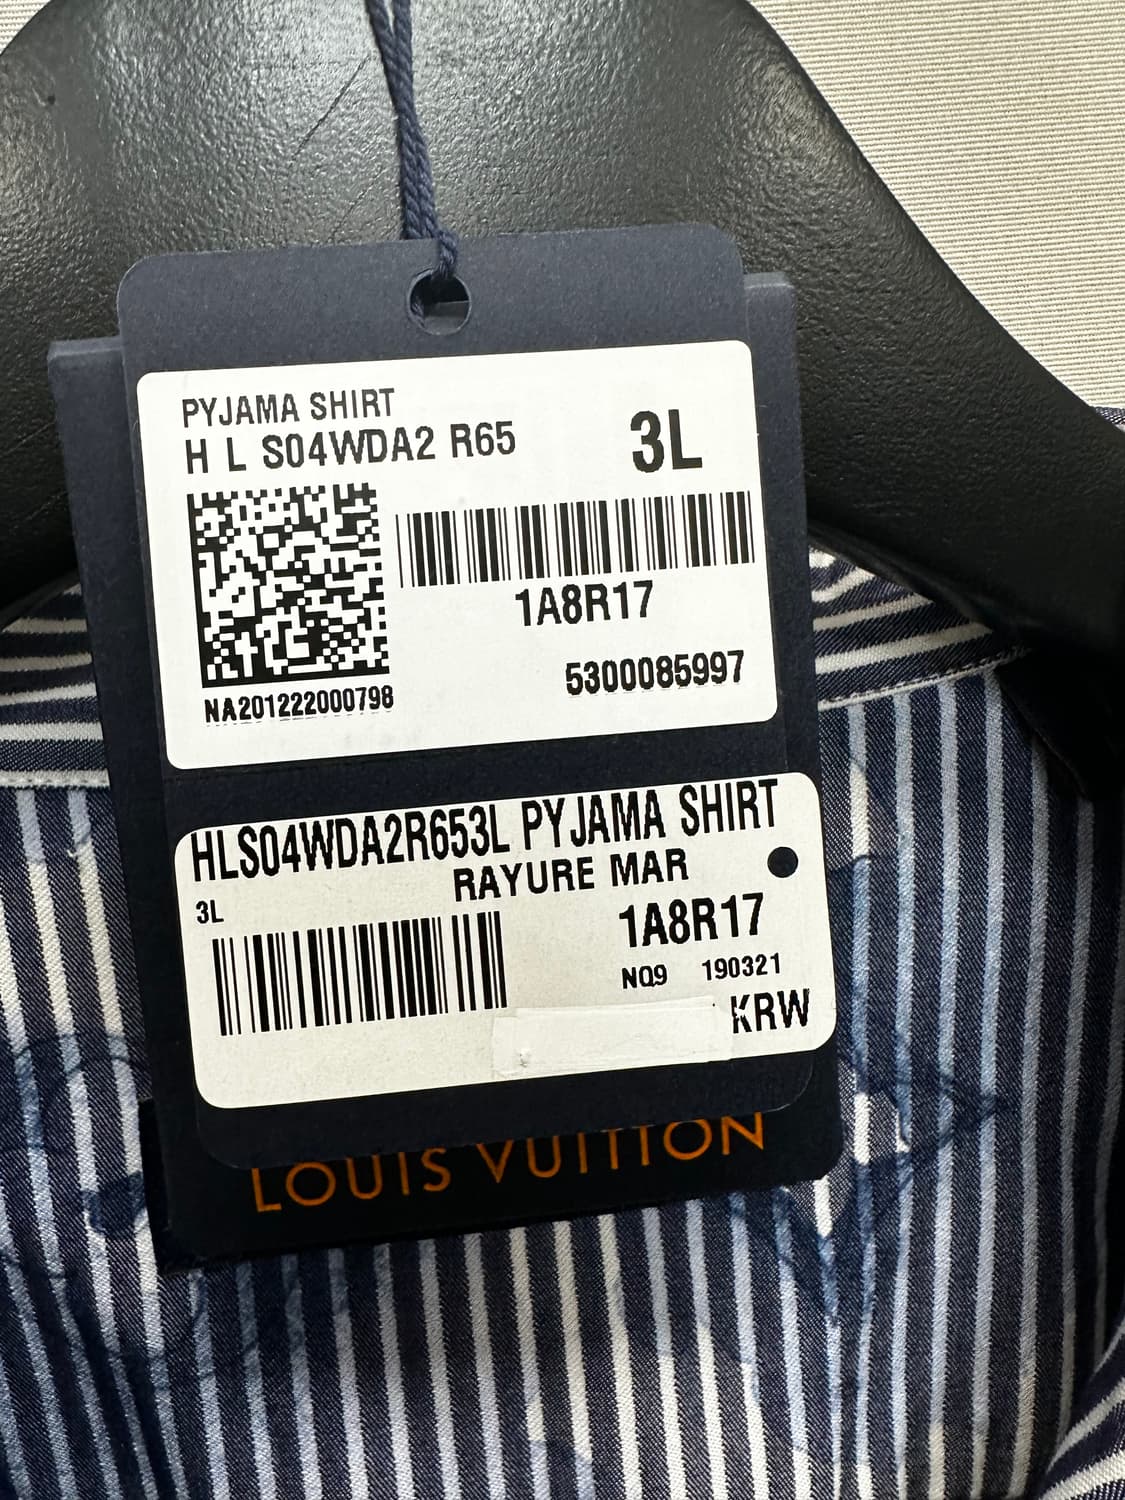 PYJAMA SHIRT
H L S04WDA2 R65
3L
1A8R17
5300085997
NA201222000798
HLS04WDA2R653L PYJAMA SHIRT
RAYURE MAR
3L
1A8R17
NQ9 190321
KRW
LOUIS VUITTON